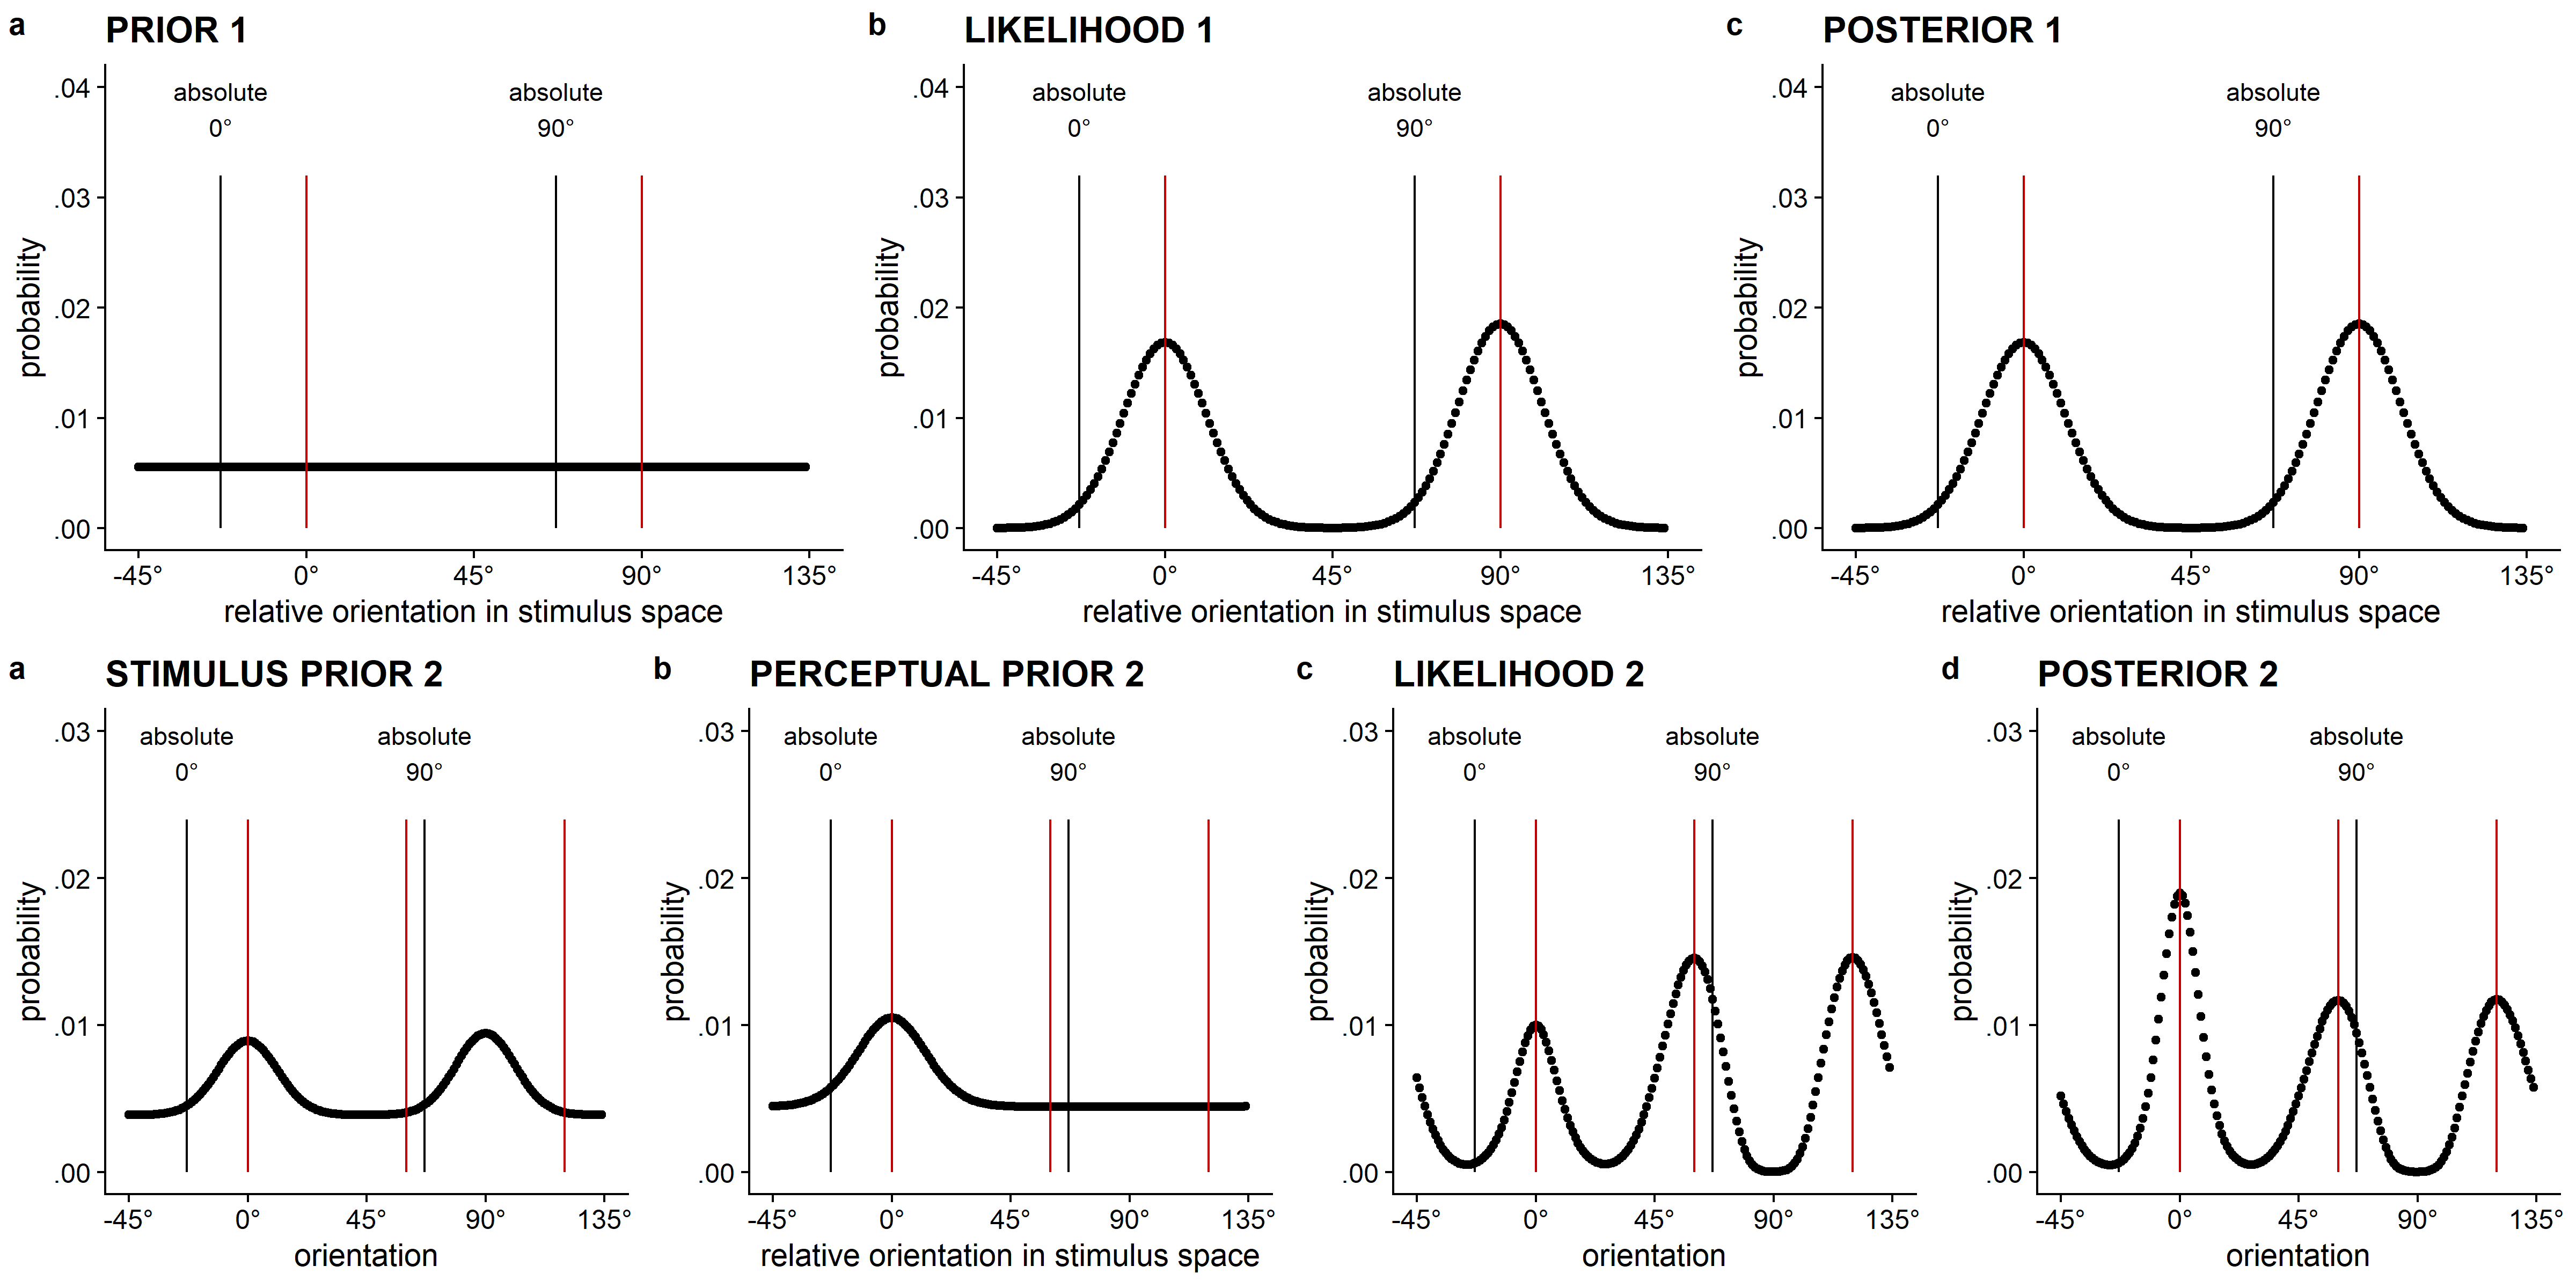 a PRIOR 1
absolute 0°
absolute 90°
.04
.03
.02
.01
.00
probability
-45° 0° 45° 90° 135°
relative orientation in stimulus space
b LIKELIHOOD 1
absolute 0°
absolute 90°
.04
.03
.02
.01
.00
probability
-45° 0° 45° 90° 135°
relative orientation in stimulus space
c POSTERIOR 1
absolute 0°
absolute 90°
.04
.03
.02
.01
.00
probability
-45° 0° 45° 90° 135°
relative orientation in stimulus space
a STIMULUS PRIOR 2
absolute 0°
absolute 90°
.03
.02
.01
.00
probability
-45° 0° 45° 90° 135°
orientation
b PERCEPTUAL PRIOR 2
absolute 0°
absolute 90°
.03
.02
.01
.00
probability
-45° 0° 45° 90° 135°
relative orientation in stimulus space
c LIKELIHOOD 2
absolute 0°
absolute 90°
.03
.02
.01
.00
probability
-45° 0° 45° 90° 135°
orientation
d POSTERIOR 2
absolute 0°
absolute 90°
.03
.02
.01
.00
probability
-45° 0° 45° 90° 135°
orientation